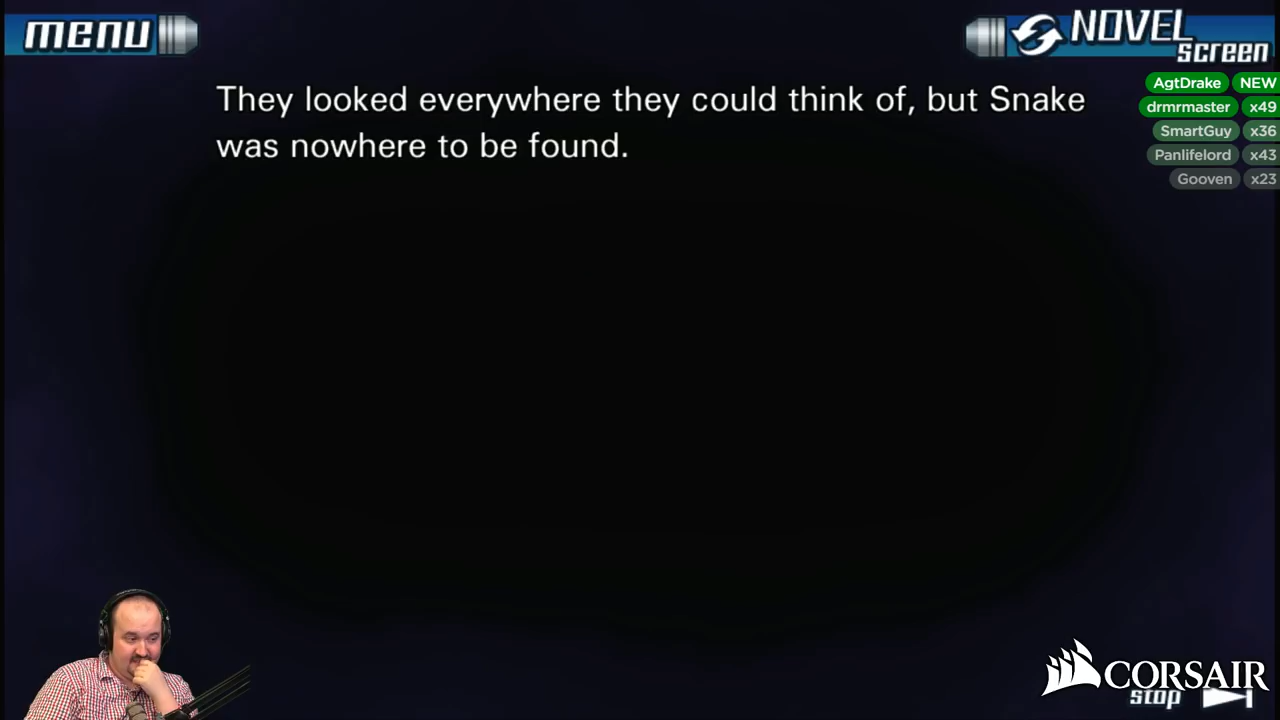 menu
NOVEL
screen
They looked everywhere they could think of, but Snake
was nowhere to be found.
AgtDrake NEW
drmrmaster x49
SmartGuy x36
Panlifelord x43
Gooven x23
CORSAIR
stop